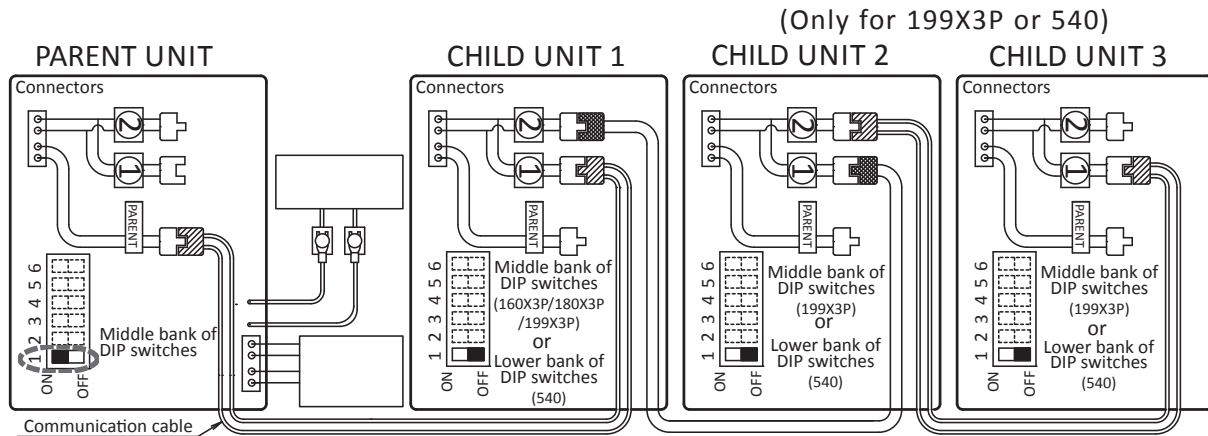 (Only for 199X3P or 540)
PARENT UNIT
CHILD UNIT 1
CHILD UNIT 2
CHILD UNIT 3
Connectors
2
1
PARENT
1 2 3 4 5 6
ON
OFF
Middle bank of
DIP switches
Communication cable
Connectors
2
1
PARENT
1 2 3 4 5 6
ON
OFF
Middle bank of
DIP switches
(160X3P/180X3P
/199X3P)
or
Lower bank of
DIP switches
(540)
Connectors
2
1
PARENT
1 2 3 4 5 6
ON
OFF
Middle bank of
DIP switches
(199X3P)
or
Lower bank of
DIP switches
(540)
Connectors
2
1
PARENT
1 2 3 4 5 6
ON
OFF
Middle bank of
DIP switches
(199X3P)
or
Lower bank of
DIP switches
(540)